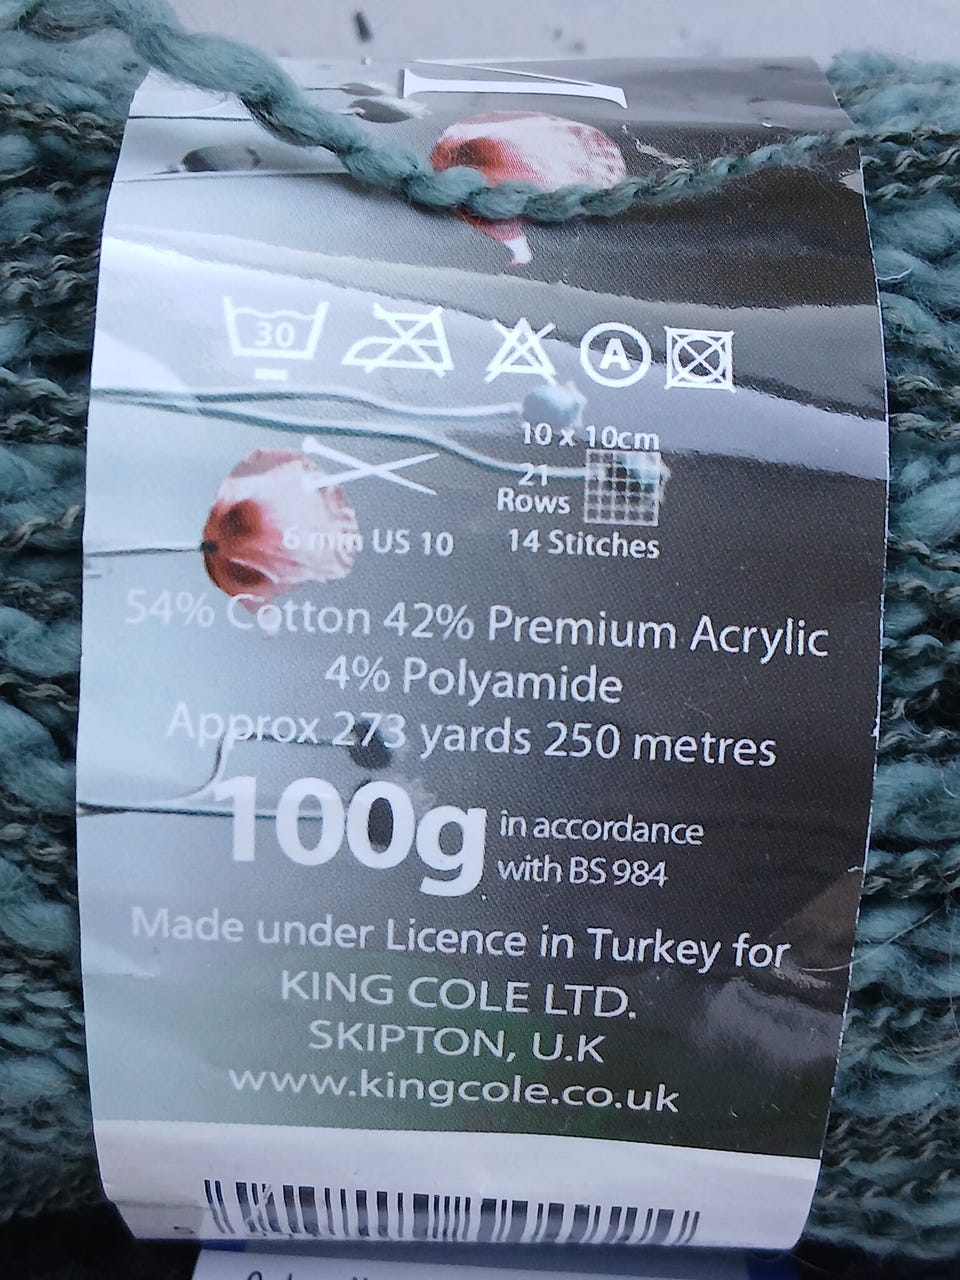 30
A
10 x 10cm
21
Rows
6 mm US 10
14 Stitches
54% Cotton 42% Premium Acrylic
4% Polyamide
Approx 273 yards 250 metres
100g in accordance
with BS 984
Made under Licence in Turkey for
KING COLE LTD.
SKIPTON, U.K
www.kingcole.co.uk